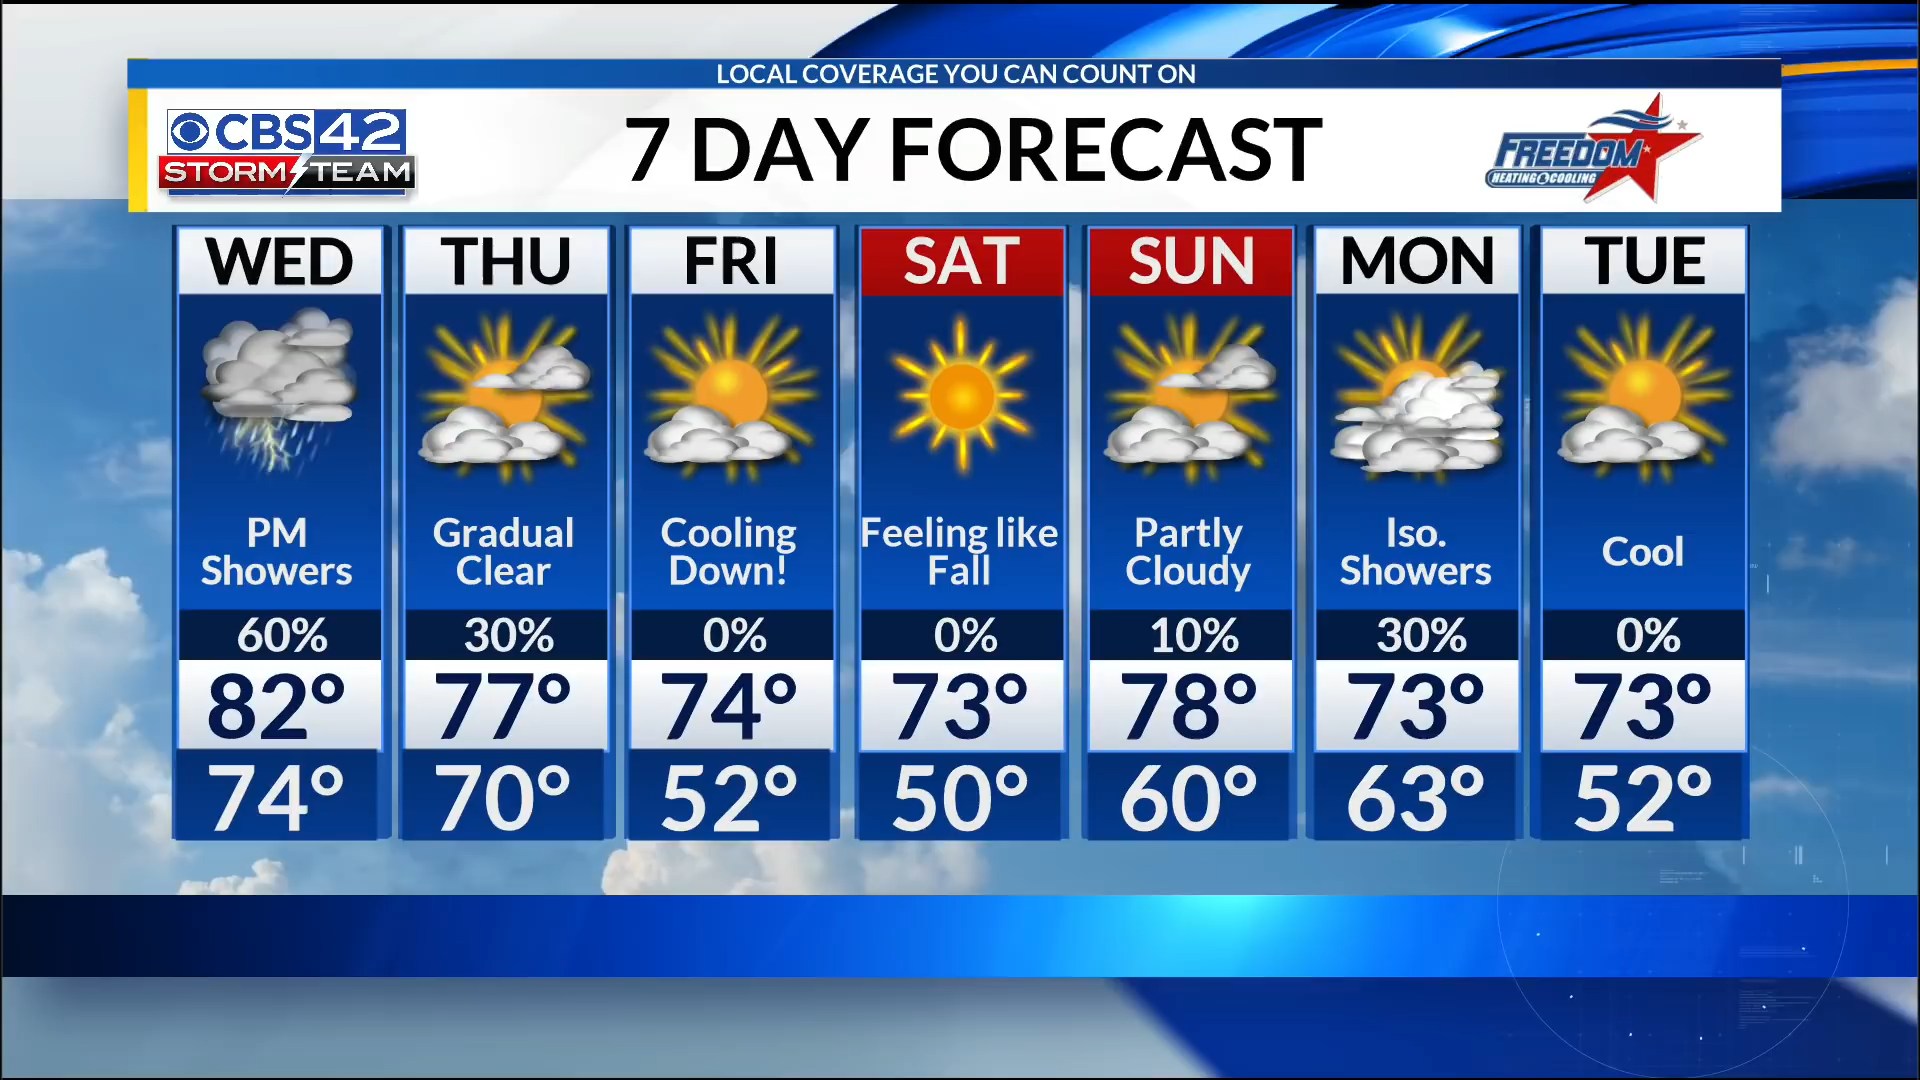 LOCAL COVERAGE YOU CAN COUNT ON
CBS 42
STORM TEAM
7 DAY FORECAST
FREEDOM
HEATING & COOLING
WED THU FRI SAT SUN MON TUE
PM Showers
Gradual Clear
Cooling Down!
Feeling like Fall
Partly Cloudy
Iso. Showers
Cool
60% 30% 0% 0% 10% 30% 0%
82° 77° 74° 73° 78° 73° 73°
74° 70° 52° 50° 60° 63° 52°